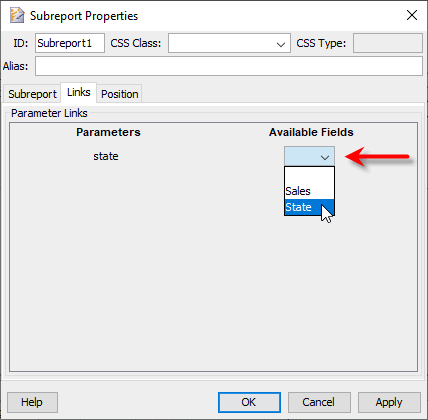 Subreport Properties
ID: Subreport1 CSS Class: CSS Type:
Alias:
Subreport Links Position
Parameter Links
Parameters Available Fields
state
Sales
State
Help OK Cancel Apply